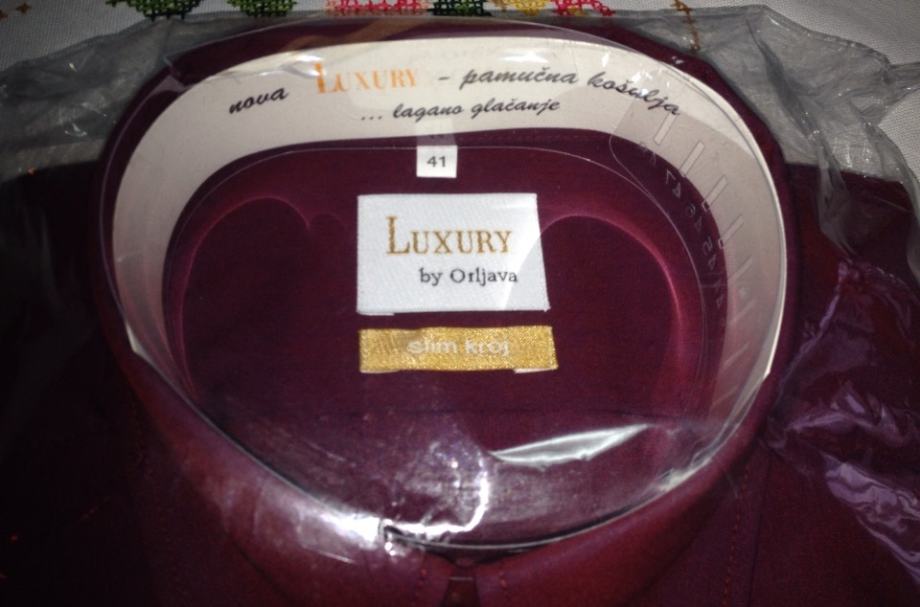 nova LUXURY - pamučna košulja
... lagano glačanje
41
LUXURY
by Orljava
slim kroj